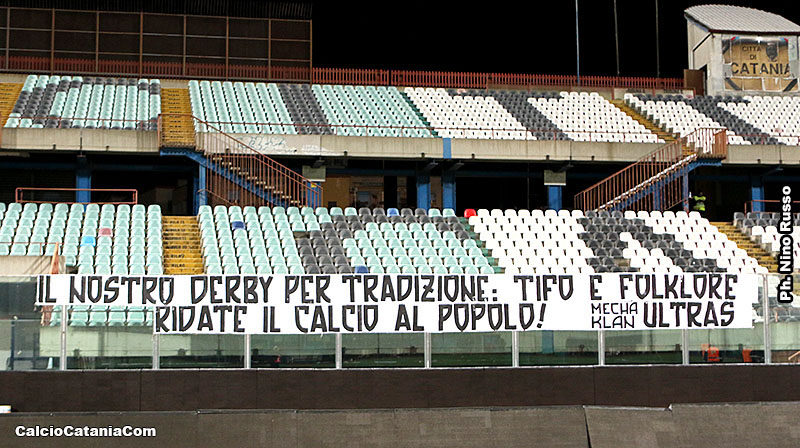 CITTÀ DI
CATANIA
IL NOSTRO DERBY PER TRADIZIONE: TIFO E FOLKLORE
RIDATE IL CALCIO AL POPOLO! MECHA KLAN ULTRAS
Ph. Nino Russo
CalcioCataniaCom